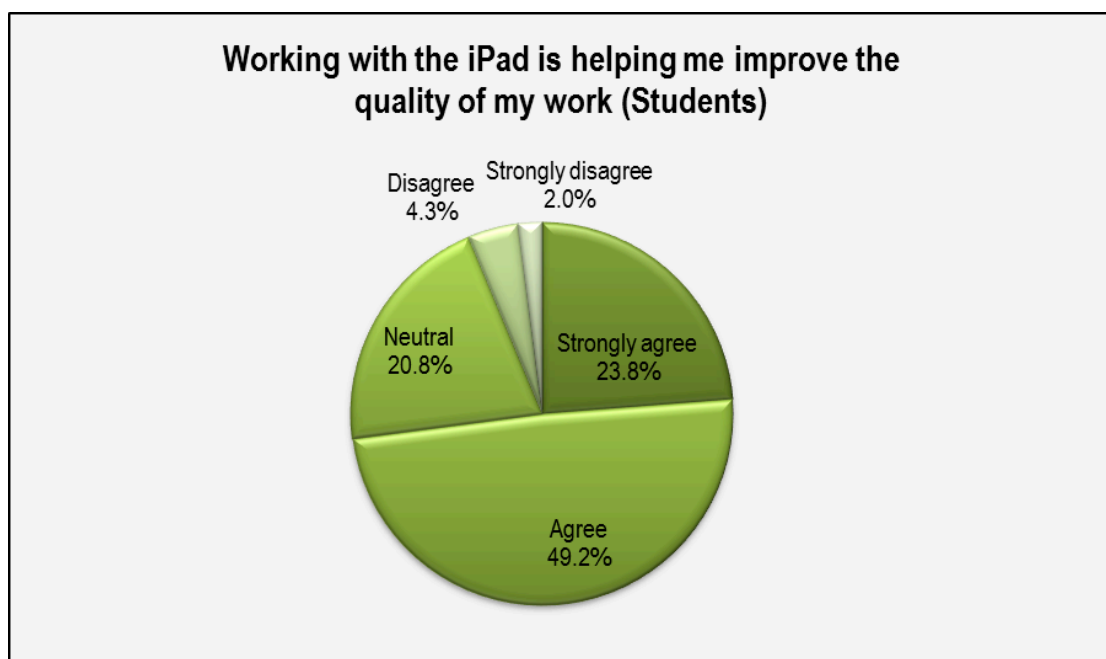 Working with the iPad is helping me improve the
quality of my work (Students)
Strongly disagree
2.0%
Disagree
4.3%
Neutral
20.8%
Strongly agree
23.8%
Agree
49.2%